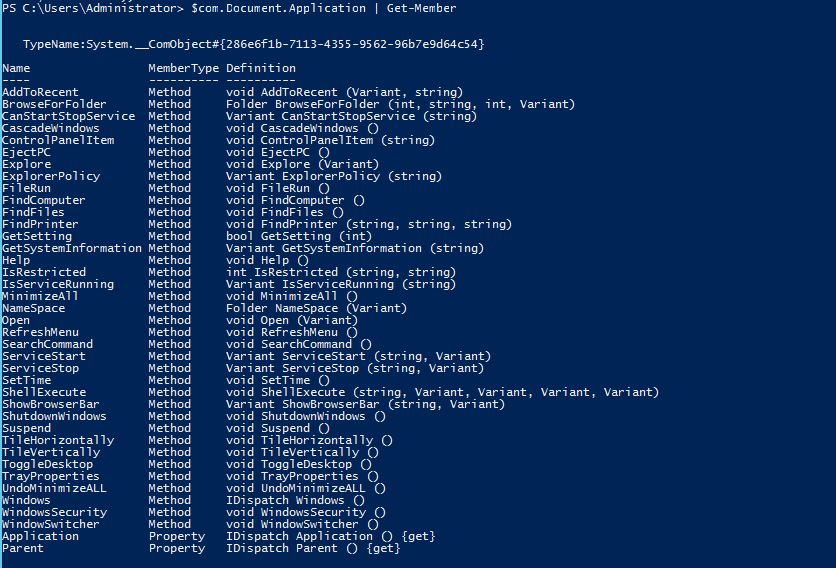 PS C:\Users\Administrator> $com.Document.Application | Get-Member
TypeName:System.__ComObject#{286e6f1b-7113-4355-9562-96b7e9d64c54}
Name MemberType Definition
---- ---------- ----------
AddToRecent Method void AddToRecent (Variant, string)
BrowseForFolder Method Folder BrowseForFolder (int, string, int, Variant)
CanStartStopService Method Variant CanStartStopService (string)
CascadeWindows Method void CascadeWindows ()
ControlPanelItem Method void ControlPanelItem (string)
EjectPC Method void EjectPC ()
Explore Method void Explore (Variant)
ExplorerPolicy Method Variant ExplorerPolicy (string)
FileRun Method void FileRun ()
FindComputer Method void FindComputer ()
FindFiles Method void FindFiles ()
FindPrinter Method void FindPrinter (string, string, string)
GetSetting Method bool GetSetting (int)
GetSystemInformation Method Variant GetSystemInformation (string)
Help Method void Help ()
IsRestricted Method int IsRestricted (string, string)
IsServiceRunning Method Variant IsServiceRunning (string)
MinimizeAll Method void MinimizeAll ()
NameSpace Method Folder NameSpace (Variant)
Open Method void Open (Variant)
RefreshMenu Method void RefreshMenu ()
SearchCommand Method void SearchCommand ()
ServiceStart Method Variant ServiceStart (string, Variant)
ServiceStop Method Variant ServiceStop (string, Variant)
SetTime Method void SetTime ()
ShellExecute Method void ShellExecute (string, Variant, Variant, Variant, Variant)
ShowBrowserBar Method Variant ShowBrowserBar (string, Variant)
ShutdownWindows Method void ShutdownWindows ()
Suspend Method void Suspend ()
TileHorizontally Method void TileHorizontally ()
TileVertically Method void TileVertically ()
ToggleDesktop Method void ToggleDesktop ()
TrayProperties Method void TrayProperties ()
UndoMinimizeALL Method void UndoMinimizeALL ()
Windows Method IDispatch Windows ()
WindowsSecurity Method void WindowsSecurity ()
WindowSwitcher Method void WindowSwitcher ()
Application Property IDispatch Application () {get}
Parent Property IDispatch Parent () {get}